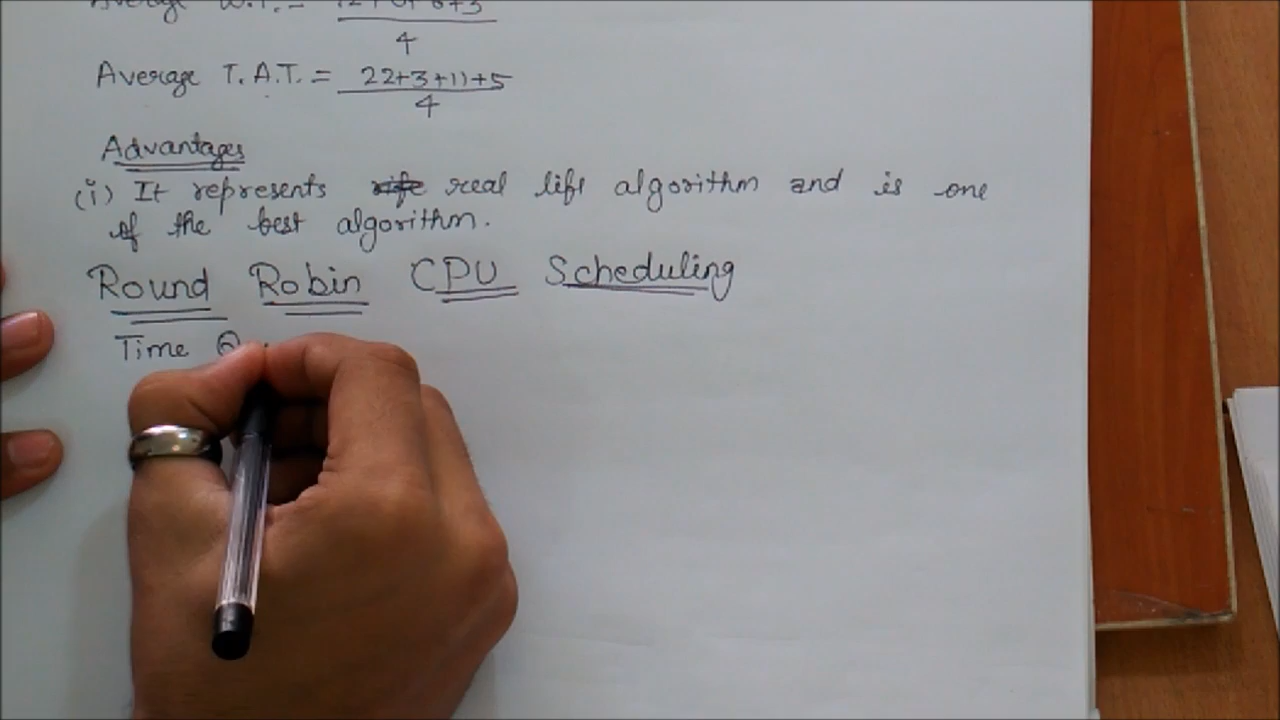 Average W.T. =
4
Average T.A.T. = 22+3+11+5
4
Advantages
(i) It represents real life algorithm and is one
of the best algorithm.
Round Robin CPU Scheduling
Time